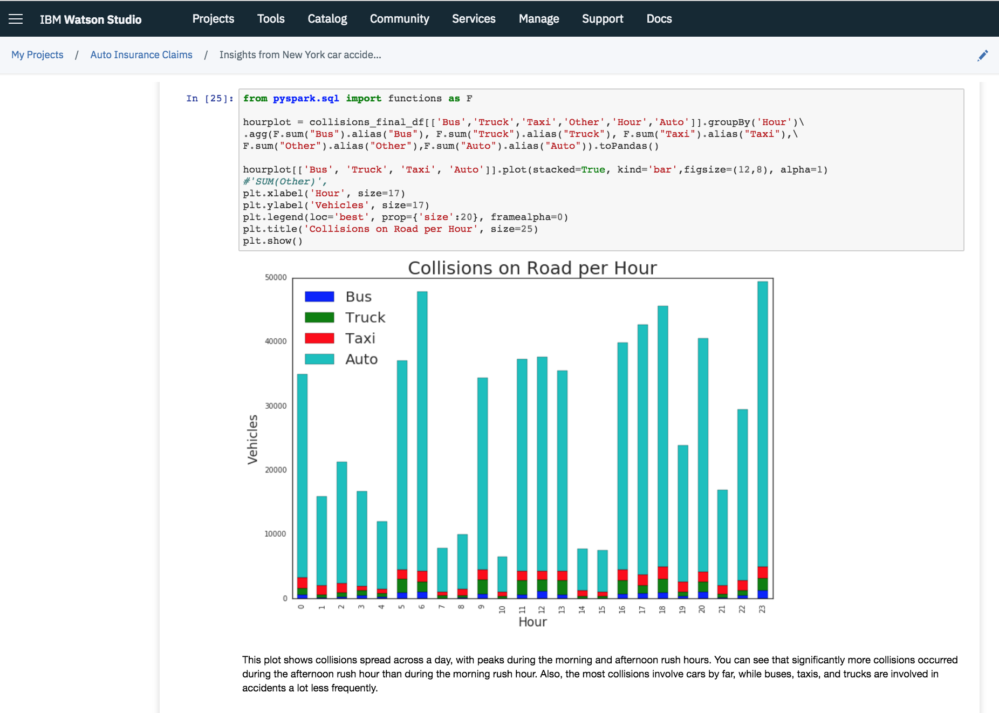 IBM Watson Studio Projects Tools Catalog Community Services Manage Support Docs
My Projects / Auto Insurance Claims / Insights from New York car accide...
In [25]: from pyspark.sql import functions as F
hourplot = collisions_final_df[['Bus','Truck','Taxi','Other','Hour','Auto']].groupBy('Hour')\
.agg(F.sum("Bus").alias("Bus"), F.sum("Truck").alias("Truck"), F.sum("Taxi").alias("Taxi"),\
F.sum("Other").alias("Other"),F.sum("Auto").alias("Auto")).toPandas()
hourplot[['Bus', 'Truck', 'Taxi', 'Auto']].plot(stacked=True, kind='bar',figsize=(12,8), alpha=1)
#'SUM(Other)',
plt.xlabel('Hour', size=17)
plt.ylabel('Vehicles', size=17)
plt.legend(loc='best', prop={'size':20}, framealpha=0)
plt.title('Collisions on Road per Hour', size=25)
plt.show()
Collisions on Road per Hour
50000
40000
30000
20000
10000
0
Vehicles
Bus
Truck
Taxi
Auto
0 1 2 3 4 5 6 7 8 9 10 11 12 13 14 15 16 17 18 19 20 21 22 23
Hour
This plot shows collisions spread across a day, with peaks during the morning and afternoon rush hours. You can see that significantly more collisions occurred
during the afternoon rush hour than during the morning rush hour. Also, the most collisions involve cars by far, while buses, taxis, and trucks are involved in
accidents a lot less frequently.